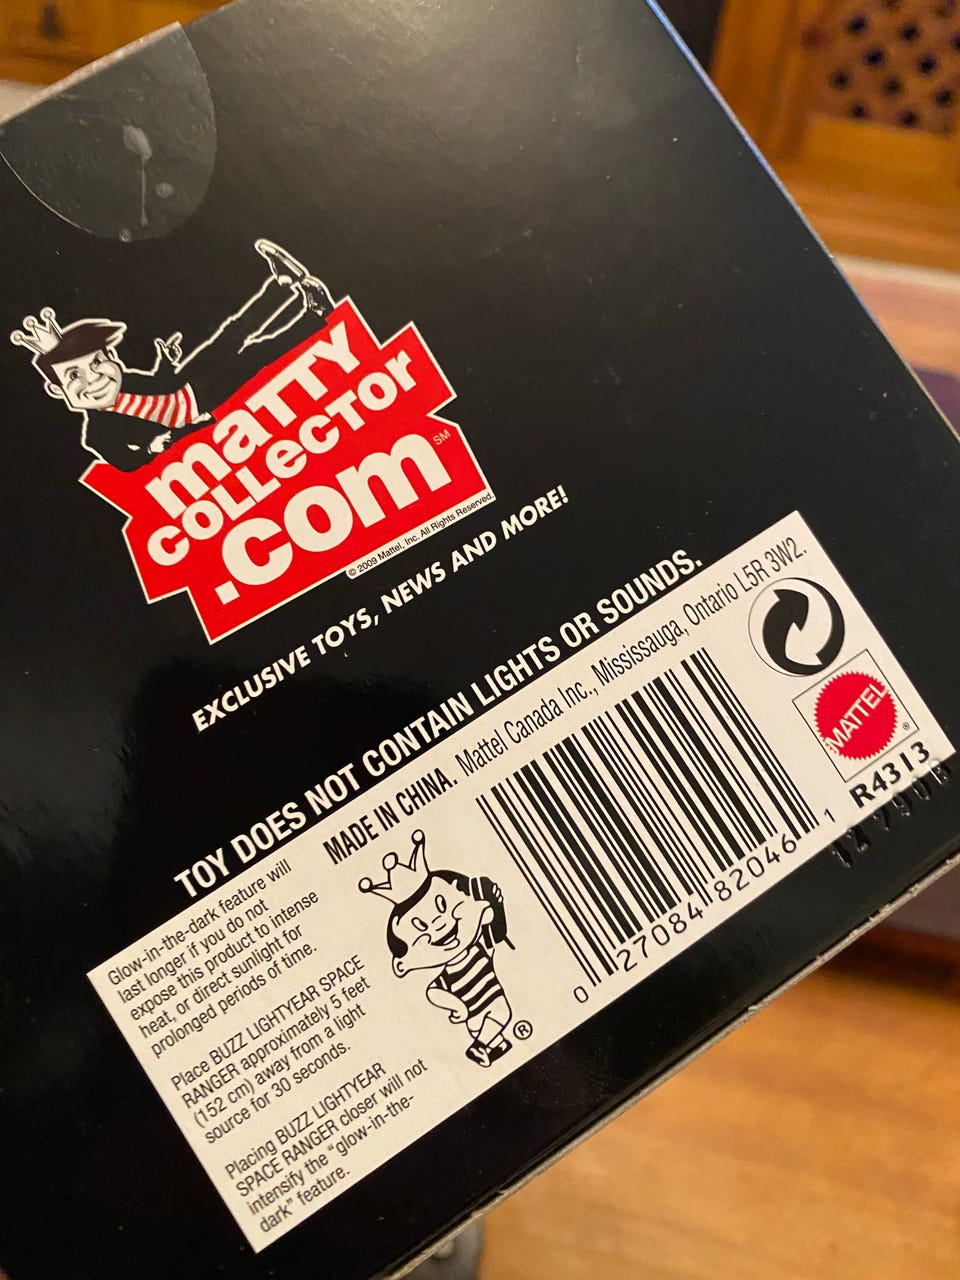 matty
collector
.com SM
© 2009 Mattel, Inc. All Rights Reserved.
EXCLUSIVE TOYS, NEWS AND MORE!
TOY DOES NOT CONTAIN LIGHTS OR SOUNDS.
MADE IN CHINA. Mattel Canada Inc., Mississauga, Ontario L5R 3W2.
Glow-in-the-dark feature will
last longer if you do not
expose this product to intense
heat, or direct sunlight for
prolonged periods of time.
Place BUZZ LIGHTYEAR SPACE
RANGER approximately 5 feet
(152 cm) away from a light
source for 30 seconds.
Placing BUZZ LIGHTYEAR
SPACE RANGER closer will not
intensify the "glow-in-the-
dark" feature.
®
0 27084 82046 1
MATTEL
®
R4313